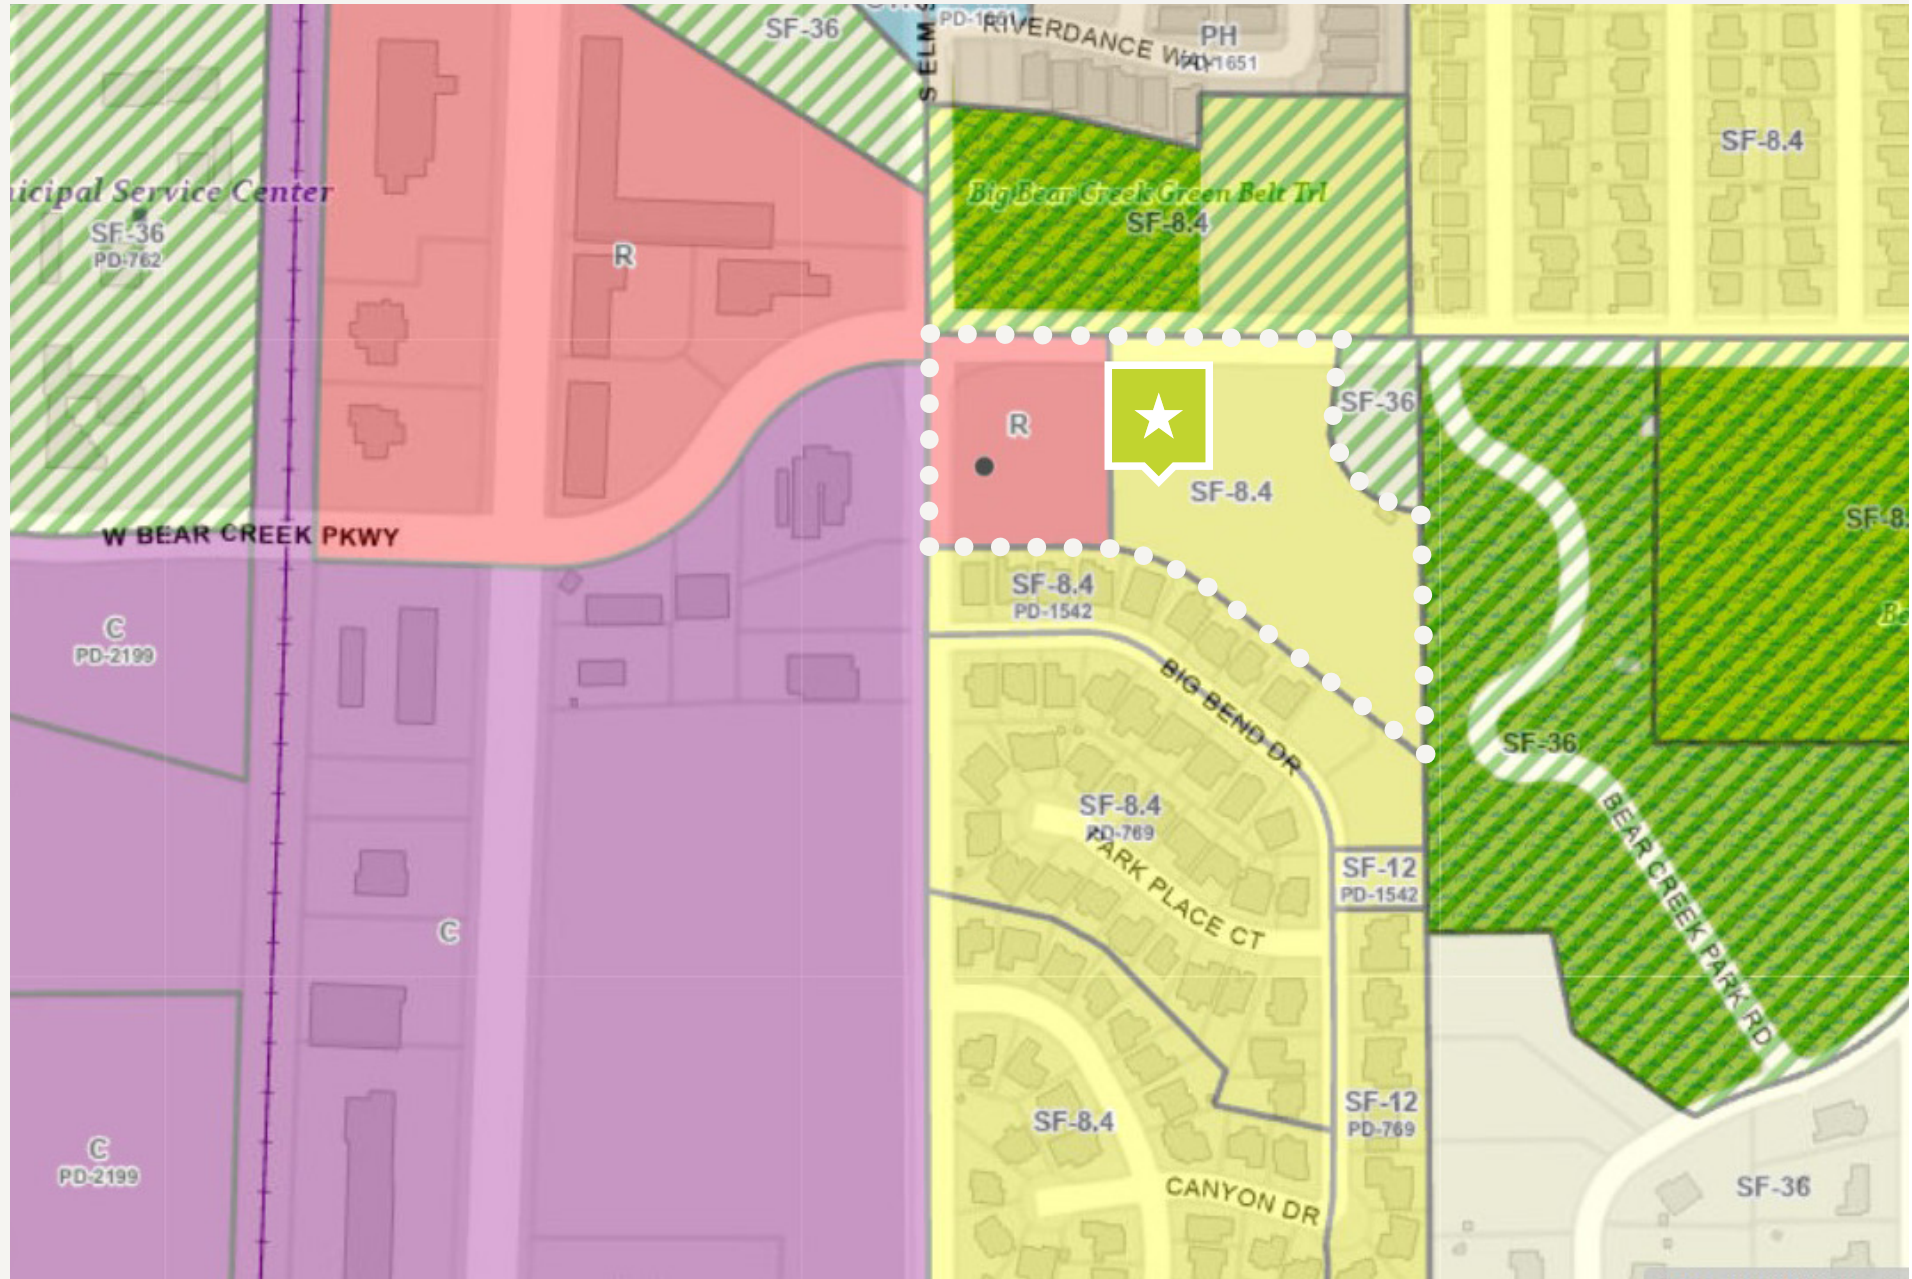 SF-36
S ELM S
PD-1651
RIVERDANCE WAY
PH
PD-1651
SF-8.4
icipal Service Center
SF-36
PD-762
Big Bear Creek Green Belt Trl
SF-8.4
R
SF-36
R
SF-8.4
SF-8.
W BEAR CREEK PKWY
SF-8.4
PD-1542
C
PD-2199
Be
BIG BEND DR
SF-36
SF-8.4
PD-769
PARK PLACE CT
SF-12
PD-1542
BEAR CREEK PARK RD
C
SF-8.4
SF-12
PD-769
C
PD-2199
CANYON DR
SF-36